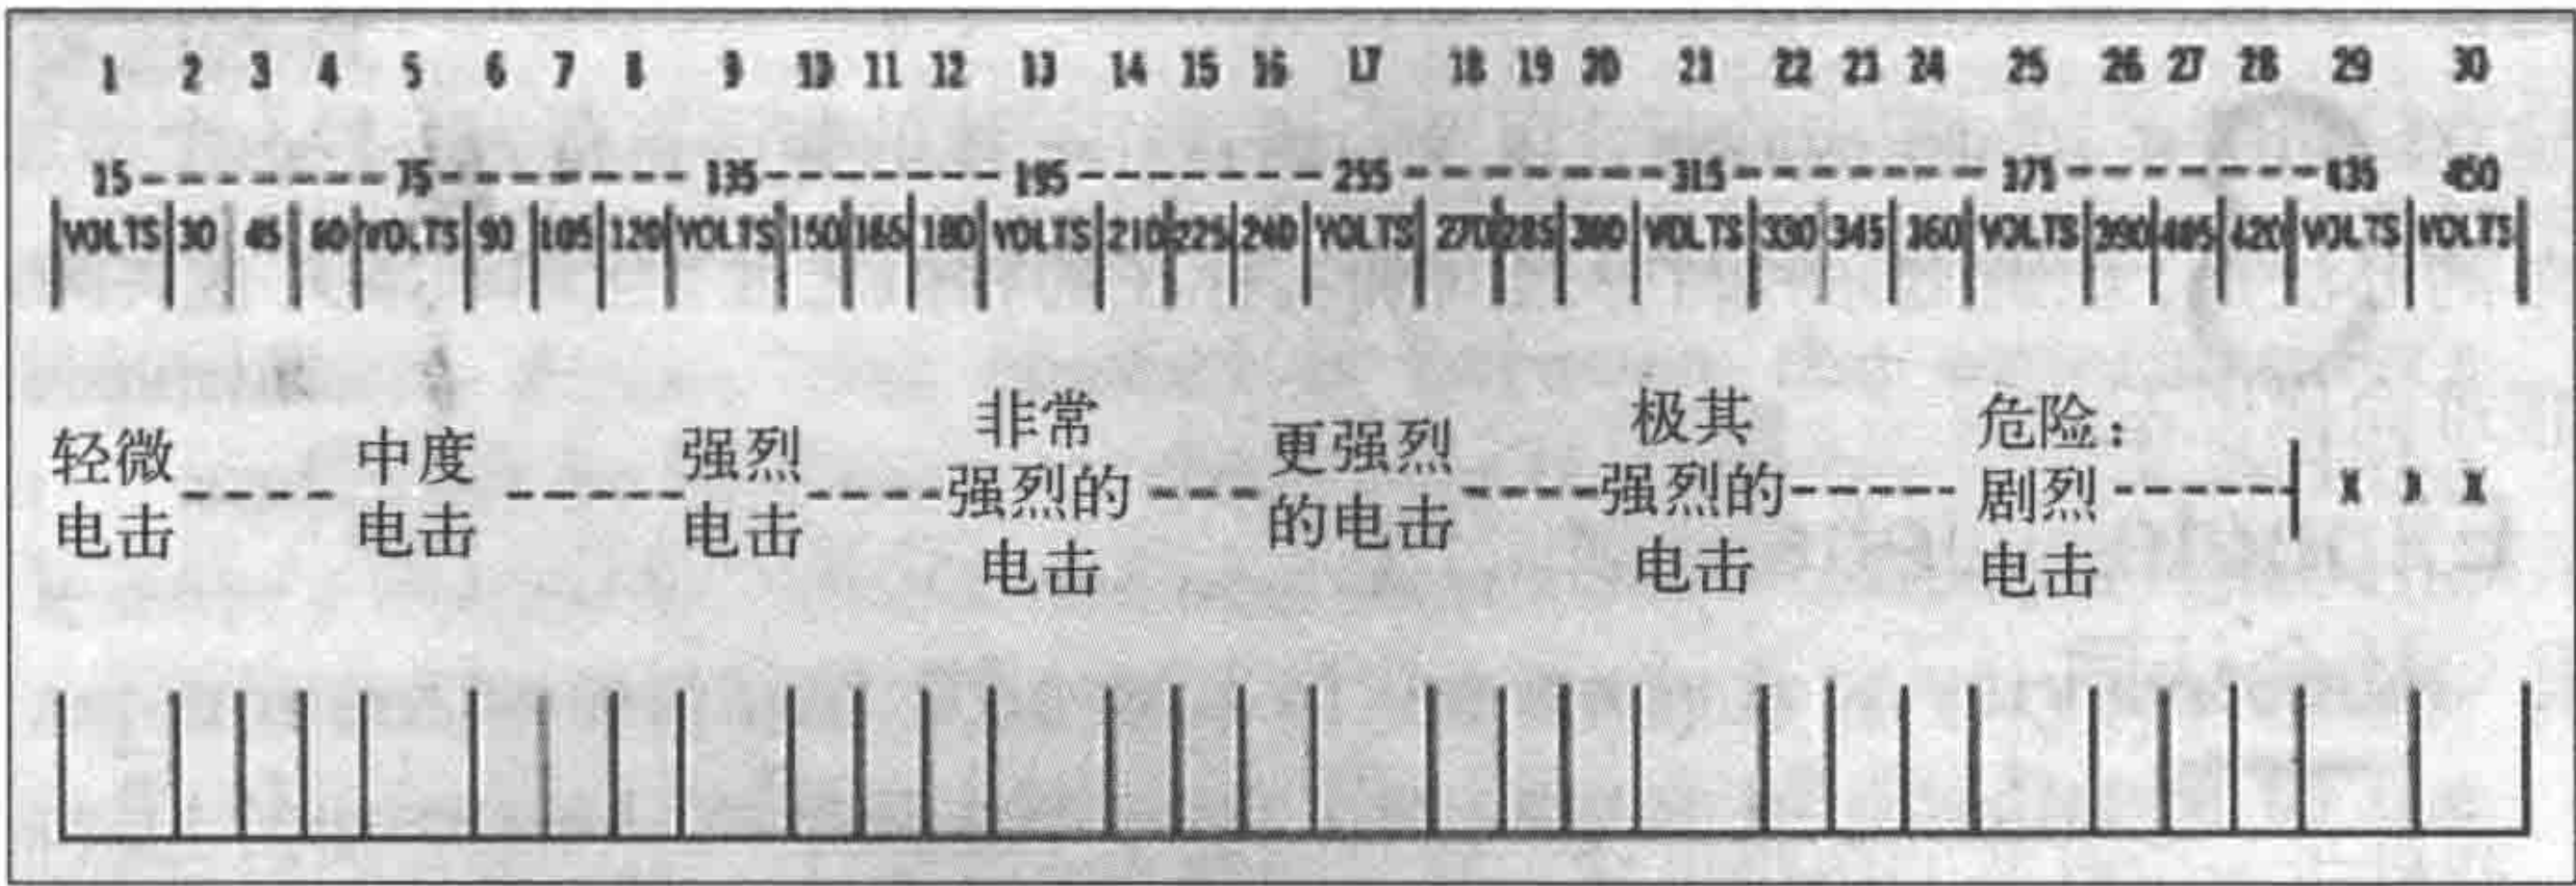 1 2 3 4 5 6 7 8 9 10 11 12 13 14 15 16 17 18 19 20 21 22 23 24 25 26 27 28 29 30
15 75 135 195 255 315 375 435 450
VOLTS 30 45 60 VOLTS 90 105 120 VOLTS 150 165 180 VOLTS 210 225 240 VOLTS 270 285 300 VOLTS 330 345 360 VOLTS 390 405 420 VOLTS VOLTS
轻微
电击
中度
电击
强烈
电击
非常
强烈的
电击
更强烈
的电击
极其
强烈的
电击
危险：
剧烈
电击
X X X